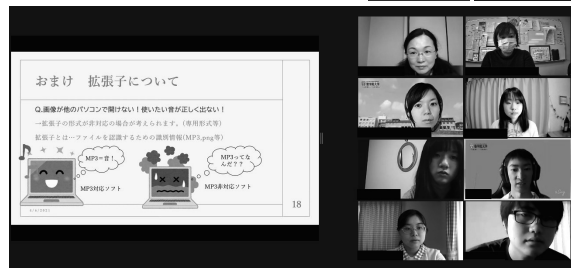 おまけ 拡張子について
Q.画像が他のパソコンで開けない！使いたい音が正しく出ない！
→拡張子の形式が非対応の場合が考えられます。(専用形式等)
拡張子とは…ファイルを認識するための識別情報(MP3,png等)
MP3＝音！
MP3対応ソフト
MP3ってな
んだ？？
MP3非対応ソフト
18